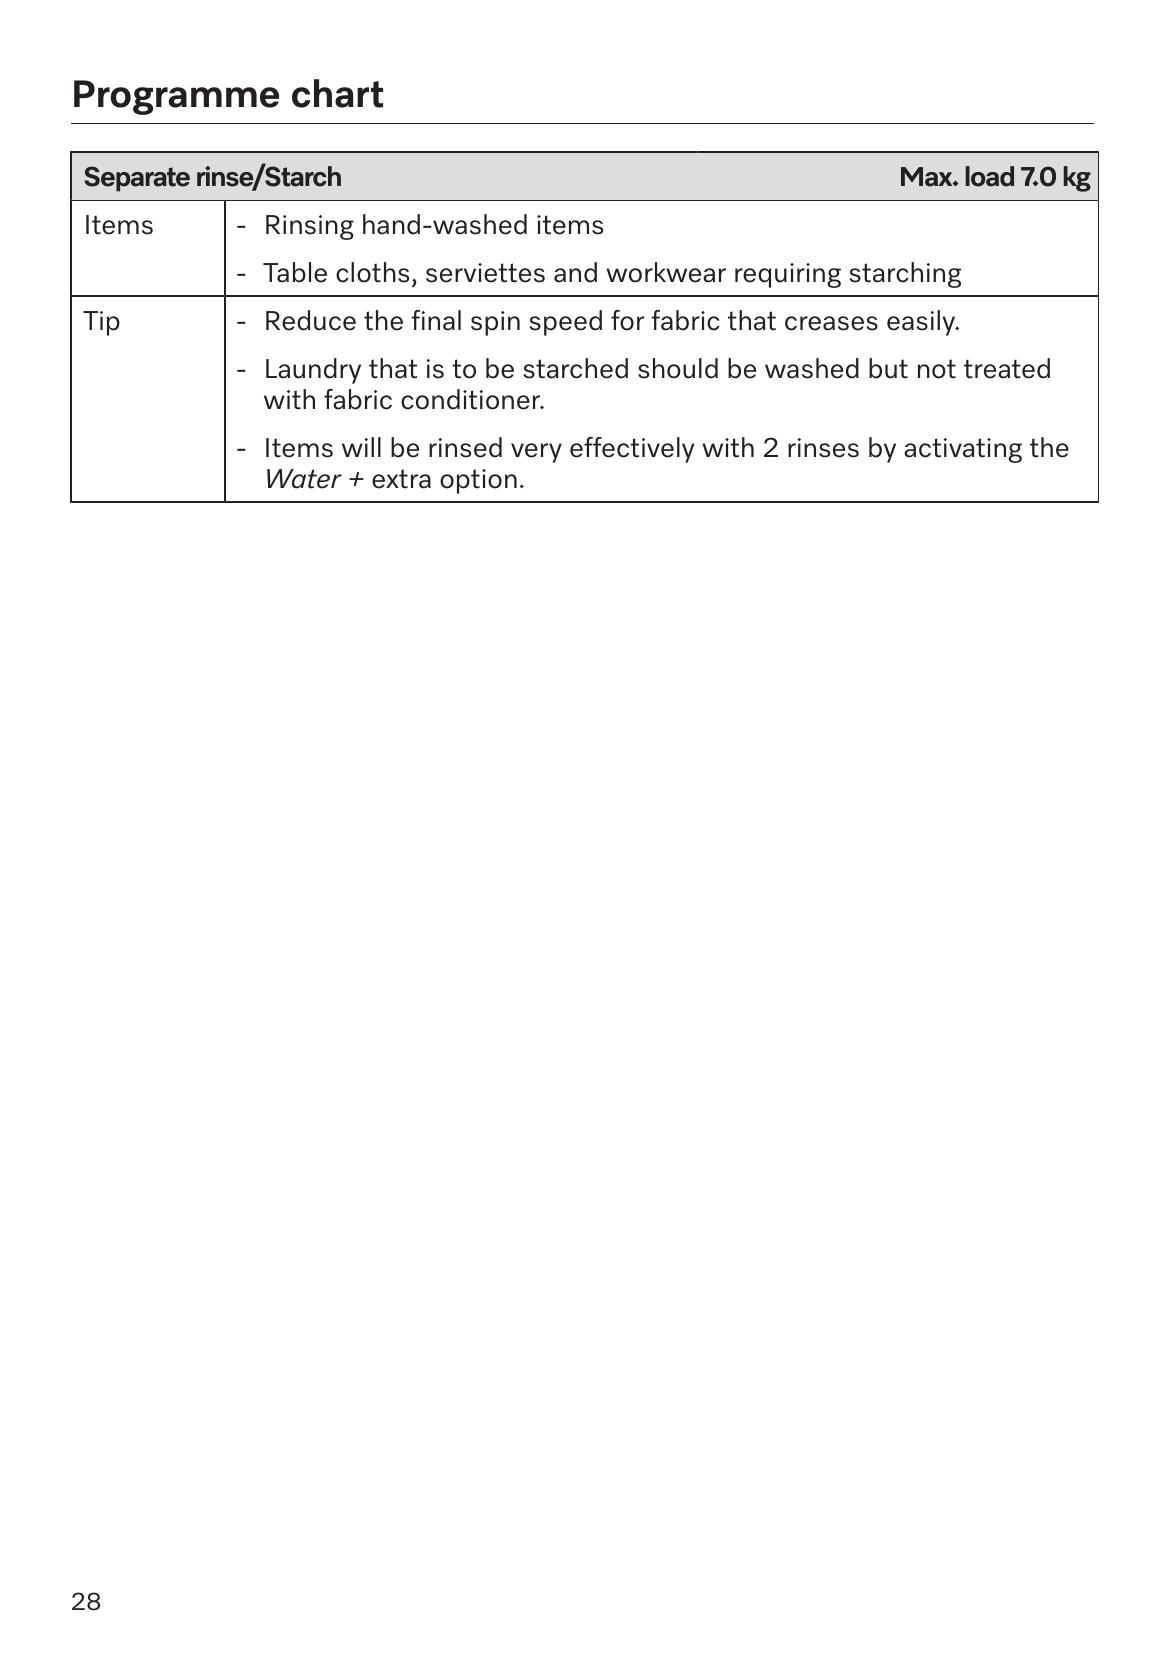 Programme chart
Separate rinse/Starch Max. load 7.0 kg
Items - Rinsing hand-washed items
- Table cloths, serviettes and workwear requiring starching
Tip - Reduce the final spin speed for fabric that creases easily.
- Laundry that is to be starched should be washed but not treated
with fabric conditioner.
- Items will be rinsed very effectively with 2 rinses by activating the
Water + extra option.
28